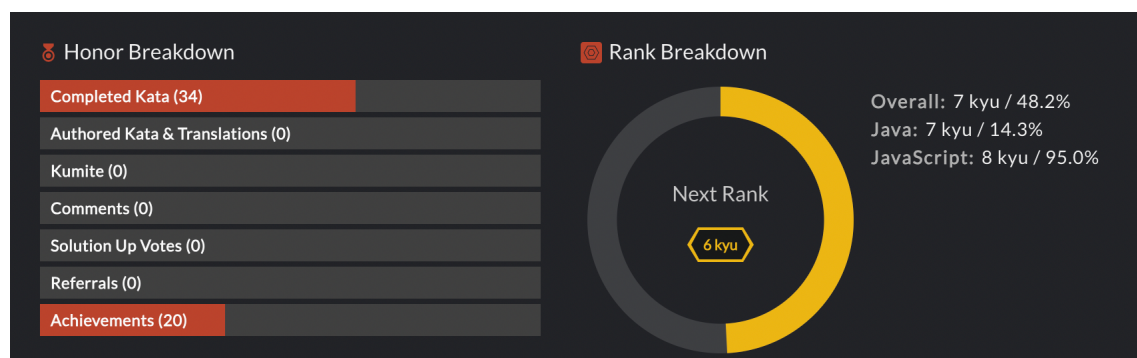 Honor Breakdown
Completed Kata (34)
Authored Kata & Translations (0)
Kumite (0)
Comments (0)
Solution Up Votes (0)
Referrals (0)
Achievements (20)
Rank Breakdown
Next Rank
6 kyu
Overall: 7 kyu / 48.2%
Java: 7 kyu / 14.3%
JavaScript: 8 kyu / 95.0%